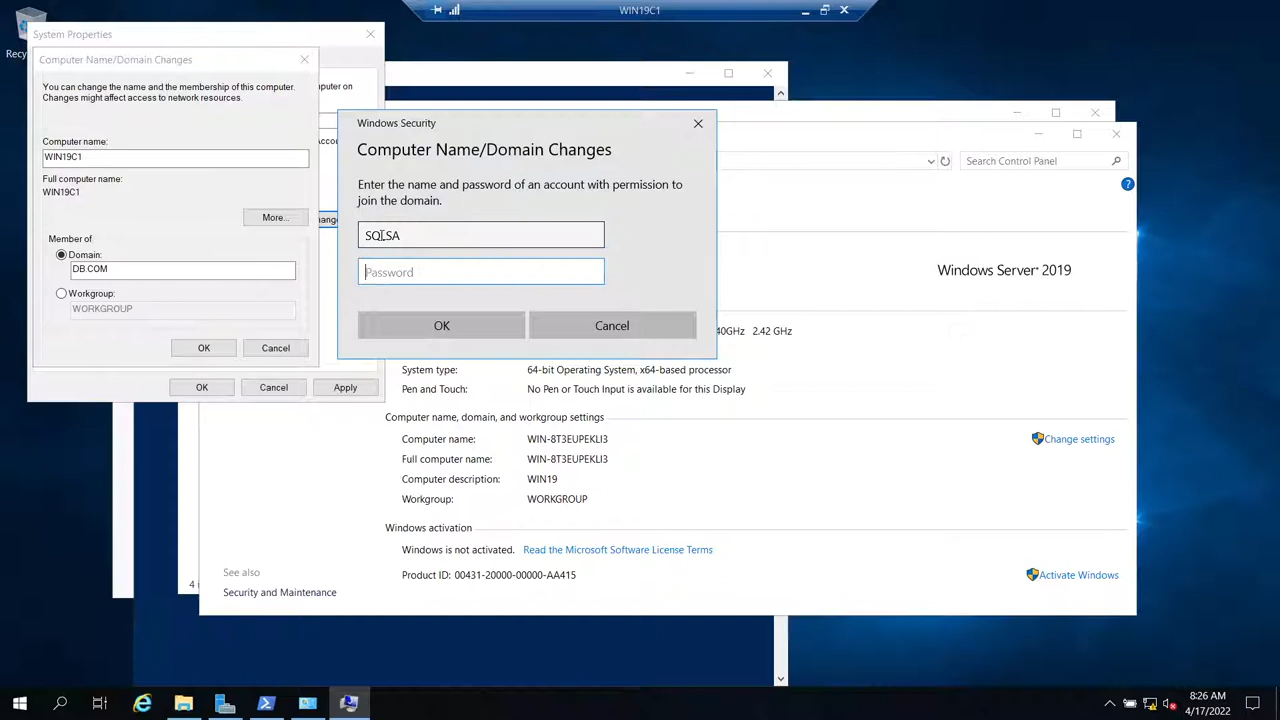 WIN19C1
Recy
System Properties
Computer Name/Domain Changes
You can change the name and the membership of this computer.
Changes might affect access to network resources.
Computer name:
WIN19C1
Full computer name:
WIN19C1
More...
Member of
Domain:
DB.COM
Workgroup:
WORKGROUP
OK
Cancel
OK
Cancel
Apply
Windows Security
Computer Name/Domain Changes
Enter the name and password of an account with permission to
join the domain.
SQLSA
Password
OK
Cancel
Search Control Panel
Windows Server 2019
40GHz 2.42 GHz
System type:
64-bit Operating System, x64-based processor
Pen and Touch:
No Pen or Touch Input is available for this Display
Computer name, domain, and workgroup settings
Computer name:
WIN-8T3EUPEKLI3
Change settings
Full computer name:
WIN-8T3EUPEKLI3
Computer description:
WIN19
Workgroup:
WORKGROUP
Windows activation
Windows is not activated. Read the Microsoft Software License Terms
Product ID: 00431-20000-00000-AA415
Activate Windows
See also
Security and Maintenance
8:26 AM
4/17/2022